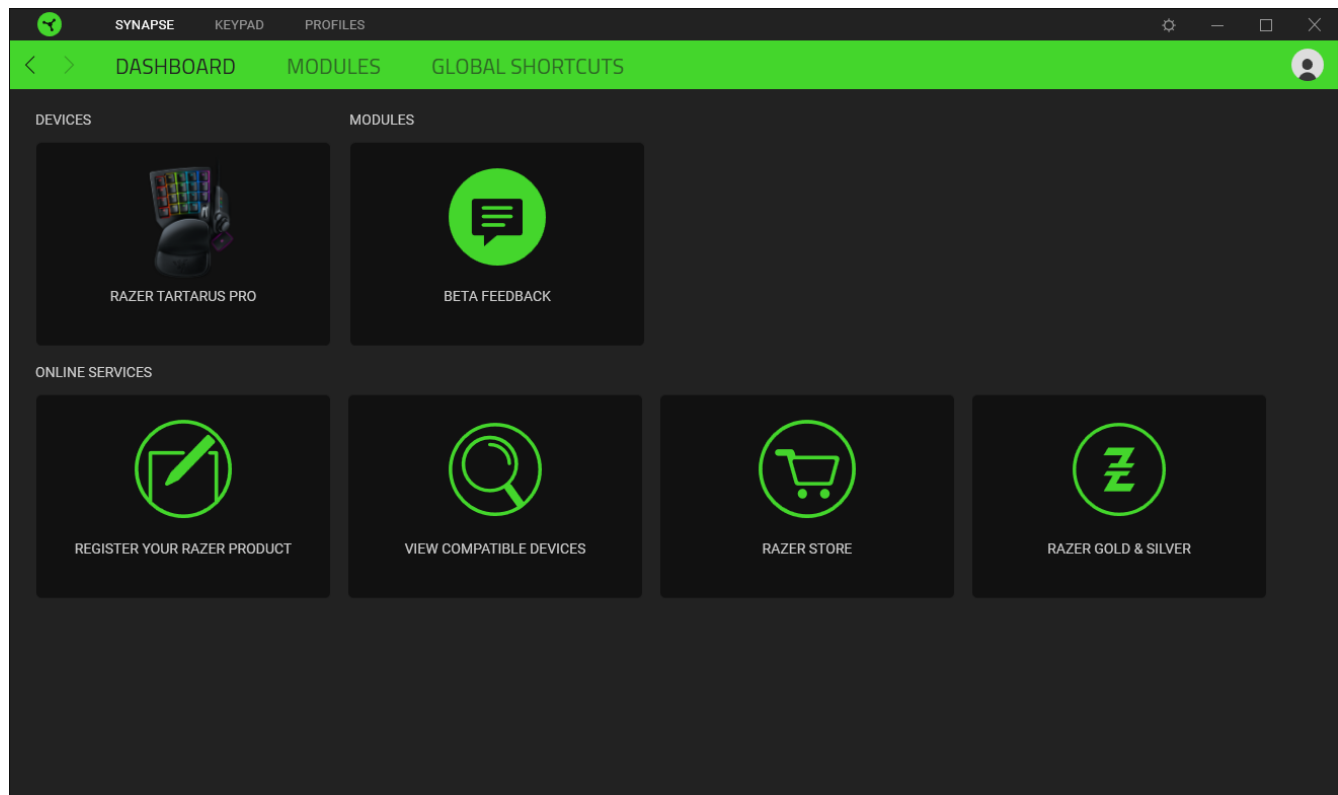 SYNAPSE KEYPAD PROFILES
DASHBOARD MODULES GLOBAL SHORTCUTS
DEVICES
MODULES
RAZER TARTARUS PRO
BETA FEEDBACK
ONLINE SERVICES
REGISTER YOUR RAZER PRODUCT
VIEW COMPATIBLE DEVICES
RAZER STORE
RAZER GOLD & SILVER